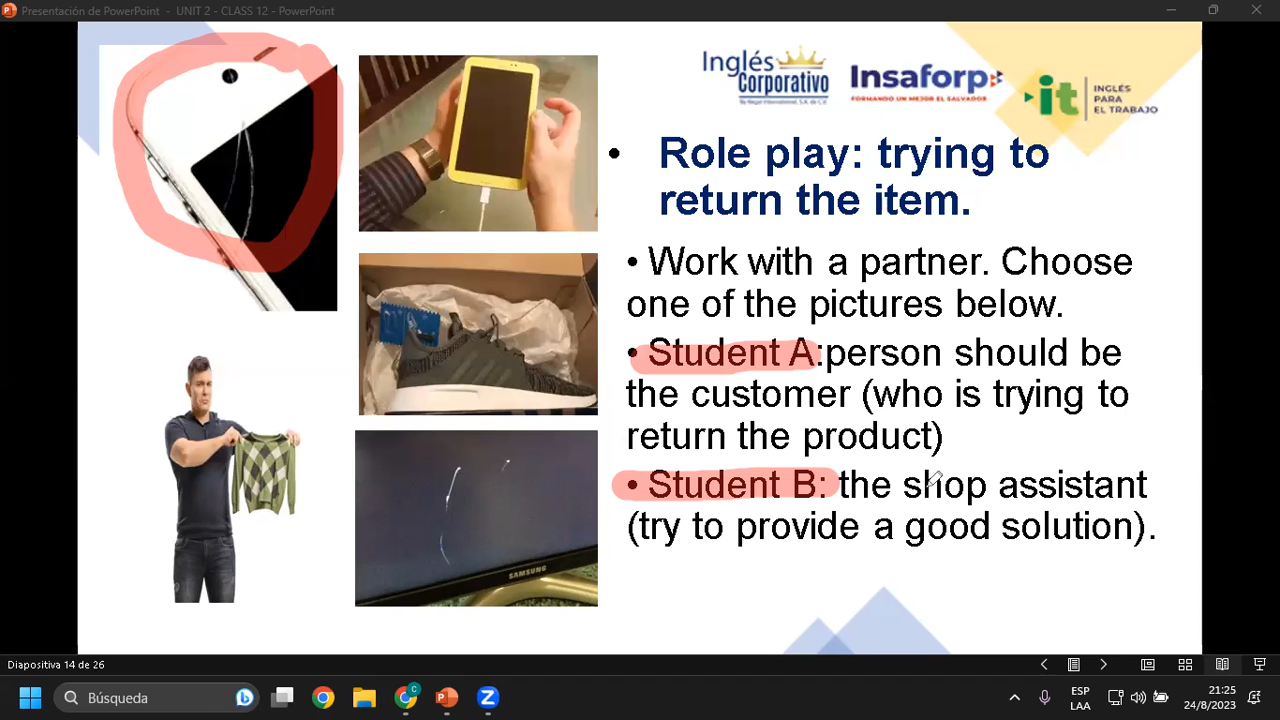 Presentación de PowerPoint - UNIT 2 - CLASS 12 - PowerPoint
Inglés
Corporativo
Insaforp
FORMANDO UN MEJOR EL SALVADOR
it
INGLÉS
PARA
EL TRABAJO
• Role play: trying to
return the item.
• Work with a partner. Choose
one of the pictures below.
• Student A:person should be
the customer (who is trying to
return the product)
• Student B: the shop assistant
(try to provide a good solution).
SAMSUNG
Diapositiva 14 de 26
Búsqueda
C
ESP
LAA
21:25
24/8/2023